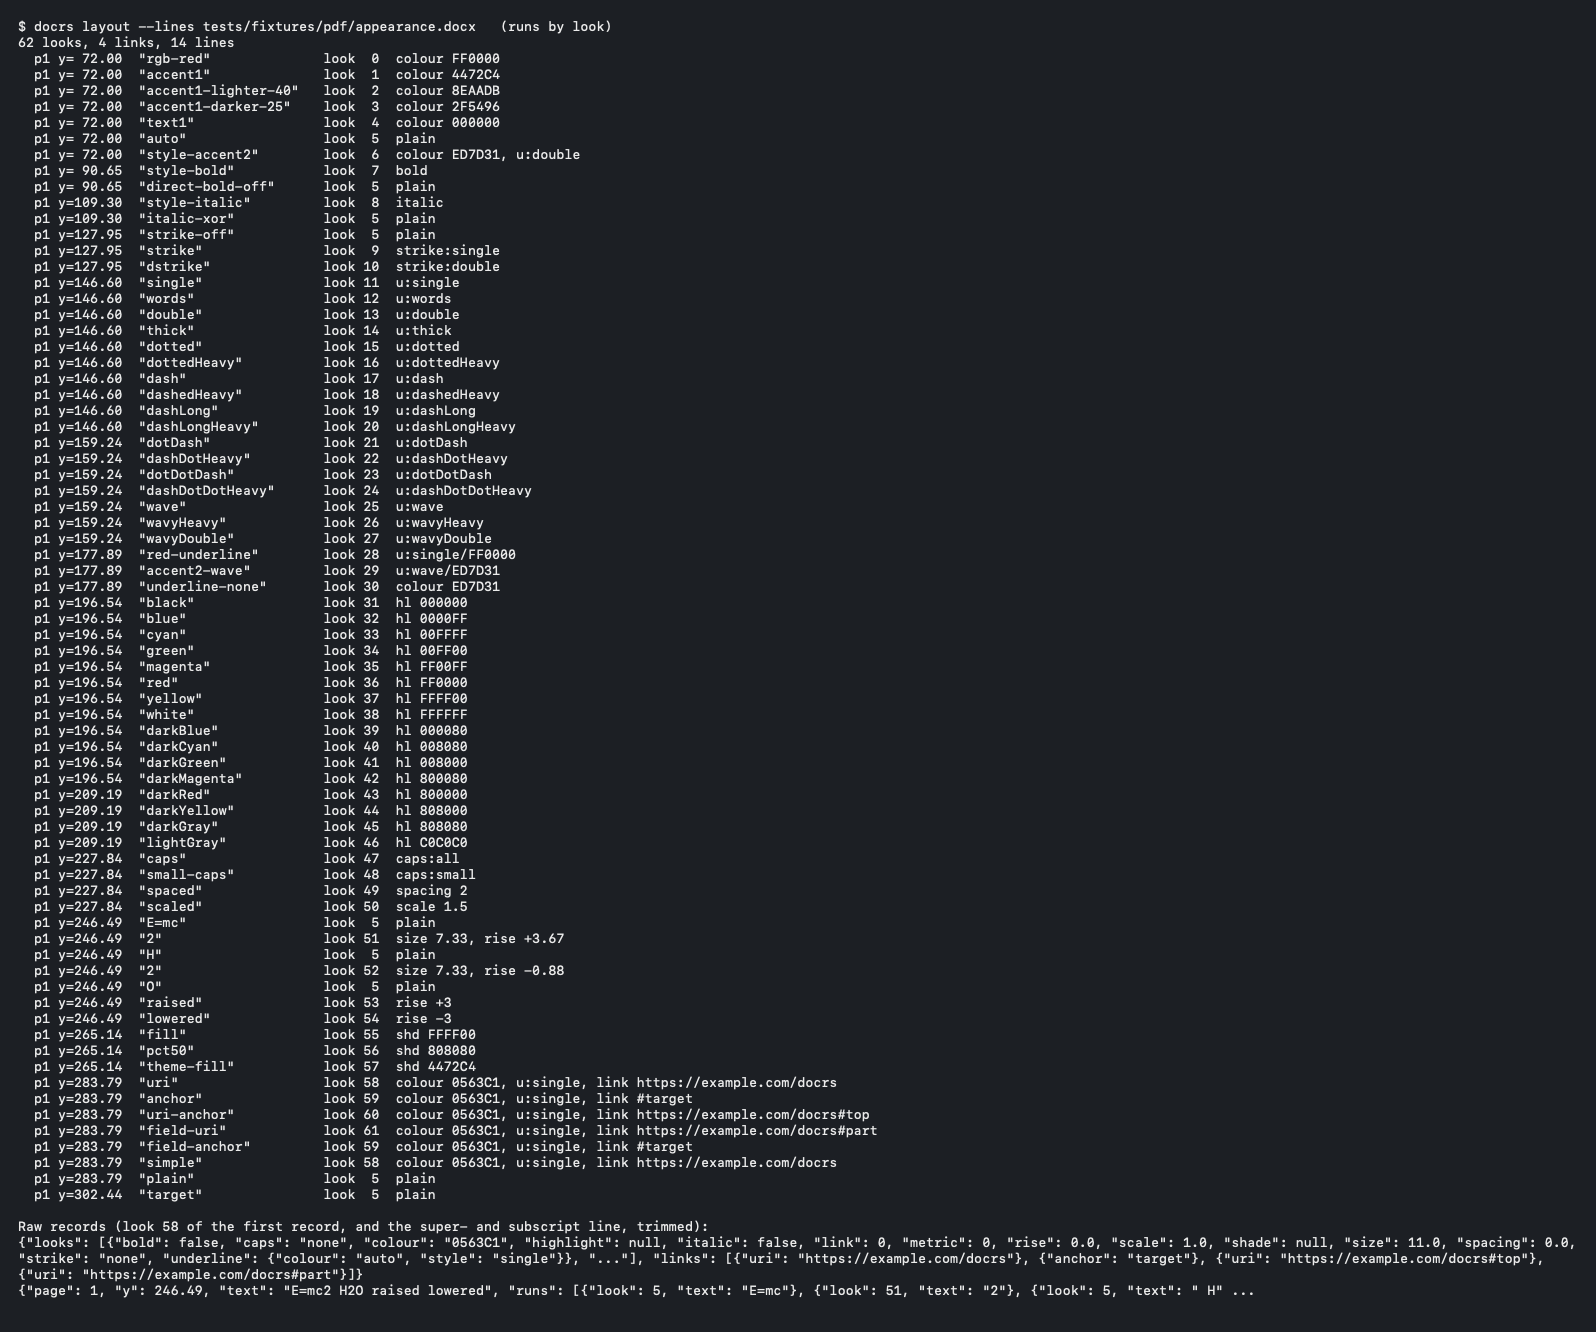 $ docrs layout --lines tests/fixtures/pdf/appearance.docx   (runs by look)
62 looks, 4 links, 14 lines
  p1 y= 72.00  "rgb-red"              look  0  colour FF0000
  p1 y= 72.00  "accent1"              look  1  colour 4472C4
  p1 y= 72.00  "accent1-lighter-40"   look  2  colour 8EAADB
  p1 y= 72.00  "accent1-darker-25"    look  3  colour 2F5496
  p1 y= 72.00  "text1"                look  4  colour 000000
  p1 y= 72.00  "auto"                 look  5  plain
  p1 y= 72.00  "style-accent2"        look  6  colour ED7D31, u:double
  p1 y= 90.65  "style-bold"           look  7  bold
  p1 y= 90.65  "direct-bold-off"      look  5  plain
  p1 y=109.30  "style-italic"         look  8  italic
  p1 y=109.30  "italic-xor"           look  5  plain
  p1 y=127.95  "strike-off"           look  5  plain
  p1 y=127.95  "strike"               look  9  strike:single
  p1 y=127.95  "dstrike"              look 10  strike:double
  p1 y=146.60  "single"               look 11  u:single
  p1 y=146.60  "words"                look 12  u:words
  p1 y=146.60  "double"               look 13  u:double
  p1 y=146.60  "thick"                look 14  u:thick
  p1 y=146.60  "dotted"               look 15  u:dotted
  p1 y=146.60  "dottedHeavy"          look 16  u:dottedHeavy
  p1 y=146.60  "dash"                 look 17  u:dash
  p1 y=146.60  "dashedHeavy"          look 18  u:dashedHeavy
  p1 y=146.60  "dashLong"             look 19  u:dashLong
  p1 y=146.60  "dashLongHeavy"        look 20  u:dashLongHeavy
  p1 y=159.24  "dotDash"              look 21  u:dotDash
  p1 y=159.24  "dashDotHeavy"         look 22  u:dashDotHeavy
  p1 y=159.24  "dotDotDash"           look 23  u:dotDotDash
  p1 y=159.24  "dashDotDotHeavy"      look 24  u:dashDotDotHeavy
  p1 y=159.24  "wave"                 look 25  u:wave
  p1 y=159.24  "wavyHeavy"            look 26  u:wavyHeavy
  p1 y=159.24  "wavyDouble"           look 27  u:wavyDouble
  p1 y=177.89  "red-underline"        look 28  u:single/FF0000
  p1 y=177.89  "accent2-wave"         look 29  u:wave/ED7D31
  p1 y=177.89  "underline-none"       look 30  colour ED7D31
  p1 y=196.54  "black"                look 31  hl 000000
  p1 y=196.54  "blue"                 look 32  hl 0000FF
  p1 y=196.54  "cyan"                 look 33  hl 00FFFF
  p1 y=196.54  "green"                look 34  hl 00FF00
  p1 y=196.54  "magenta"              look 35  hl FF00FF
  p1 y=196.54  "red"                  look 36  hl FF0000
  p1 y=196.54  "yellow"               look 37  hl FFFF00
  p1 y=196.54  "white"                look 38  hl FFFFFF
  p1 y=196.54  "darkBlue"             look 39  hl 000080
  p1 y=196.54  "darkCyan"             look 40  hl 008080
  p1 y=196.54  "darkGreen"            look 41  hl 008000
  p1 y=196.54  "darkMagenta"          look 42  hl 800080
  p1 y=209.19  "darkRed"              look 43  hl 800000
  p1 y=209.19  "darkYellow"           look 44  hl 808000
  p1 y=209.19  "darkGray"             look 45  hl 808080
  p1 y=209.19  "lightGray"            look 46  hl C0C0C0
  p1 y=227.84  "caps"                 look 47  caps:all
  p1 y=227.84  "small-caps"           look 48  caps:small
  p1 y=227.84  "spaced"               look 49  spacing 2
  p1 y=227.84  "scaled"               look 50  scale 1.5
  p1 y=246.49  "E=mc"                 look  5  plain
  p1 y=246.49  "2"                    look 51  size 7.33, rise +3.67
  p1 y=246.49  "H"                    look  5  plain
  p1 y=246.49  "2"                    look 52  size 7.33, rise -0.88
  p1 y=246.49  "O"                    look  5  plain
  p1 y=246.49  "raised"               look 53  rise +3
  p1 y=246.49  "lowered"              look 54  rise -3
  p1 y=265.14  "fill"                 look 55  shd FFFF00
  p1 y=265.14  "pct50"                look 56  shd 808080
  p1 y=265.14  "theme-fill"           look 57  shd 4472C4
  p1 y=283.79  "uri"                  look 58  colour 0563C1, u:single, link https://example.com/docrs
  p1 y=283.79  "anchor"               look 59  colour 0563C1, u:single, link #target
  p1 y=283.79  "uri-anchor"           look 60  colour 0563C1, u:single, link https://example.com/docrs#top
  p1 y=283.79  "field-uri"            look 61  colour 0563C1, u:single, link https://example.com/docrs#part
  p1 y=283.79  "field-anchor"         look 59  colour 0563C1, u:single, link #target
  p1 y=283.79  "simple"               look 58  colour 0563C1, u:single, link https://example.com/docrs
  p1 y=283.79  "plain"                look  5  plain
  p1 y=302.44  "target"               look  5  plain

Raw records (look 58 of the first record, and the super- and subscript line, trimmed):
{"looks": [{"bold": false, "caps": "none", "colour": "0563C1", "highlight": null, "italic": false, "link": 0, "metric": 0, "rise": 0.0, "scale": 1.0, "shade": null, "size": 11.0, "spacing": 0.0,
"strike": "none", "underline": {"colour": "auto", "style": "single"}}, "..."], "links": [{"uri": "https://example.com/docrs"}, {"anchor": "target"}, {"uri": "https://example.com/docrs#top"},
{"uri": "https://example.com/docrs#part"}]}
{"page": 1, "y": 246.49, "text": "E=mc2 H2O raised lowered", "runs": [{"look": 5, "text": "E=mc"}, {"look": 51, "text": "2"}, {"look": 5, "text": " H" ...